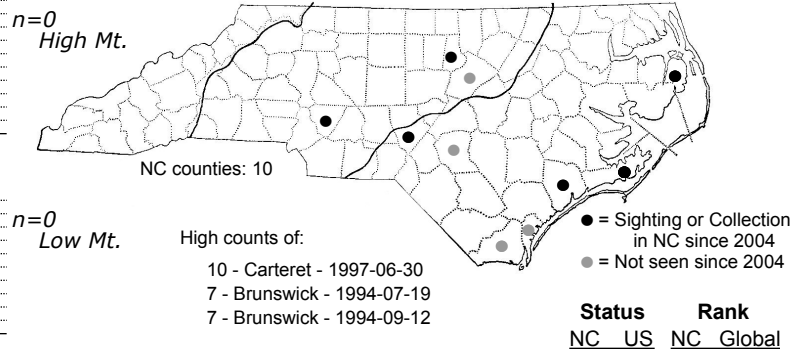 n=0
High Mt.
NC counties: 10
n=0
Low Mt.
High counts of:
10 - Carteret - 1997-06-30
7 - Brunswick - 1994-07-19
7 - Brunswick - 1994-09-12
= Sighting or Collection
in NC since 2004
= Not seen since 2004
Status Rank
NC US NC Global